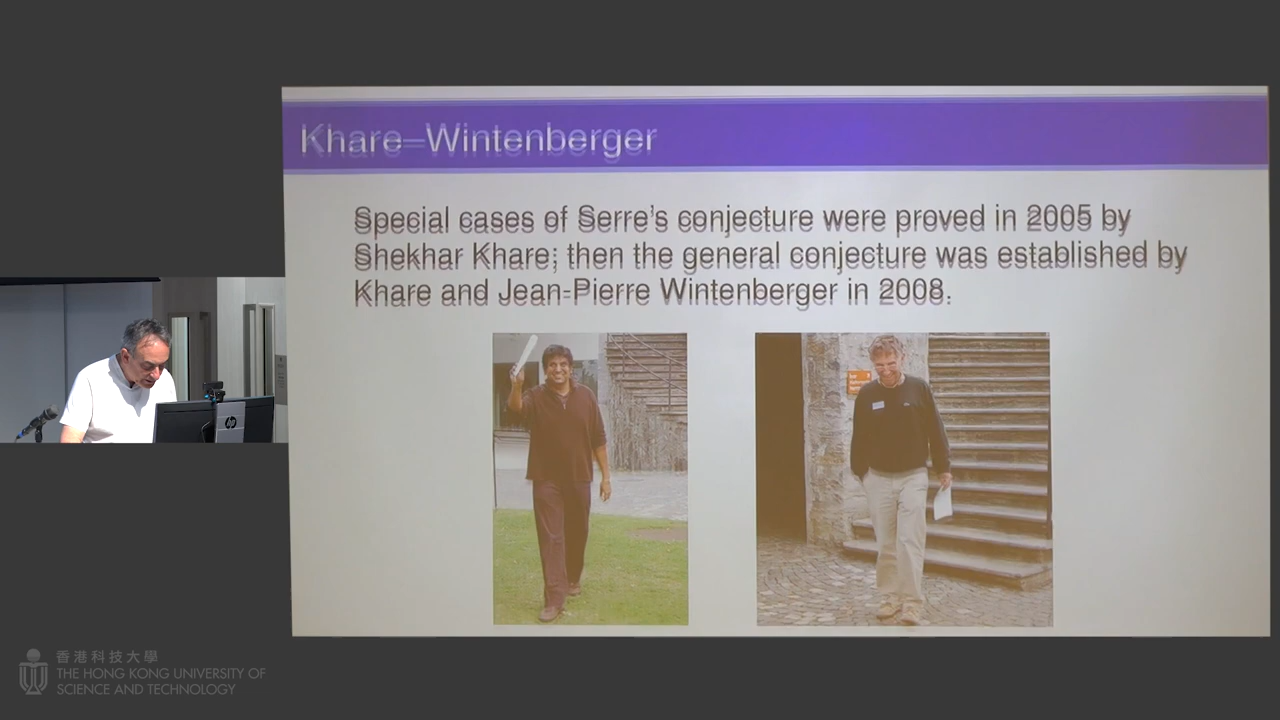 Khare–Wintenberger
Special cases of Serre's conjecture were proved in 2005 by
Shekhar Khare; then the general conjecture was established by
Khare and Jean-Pierre Wintenberger in 2008.
hp
香港科技大學
THE HONG KONG UNIVERSITY OF
SCIENCE AND TECHNOLOGY